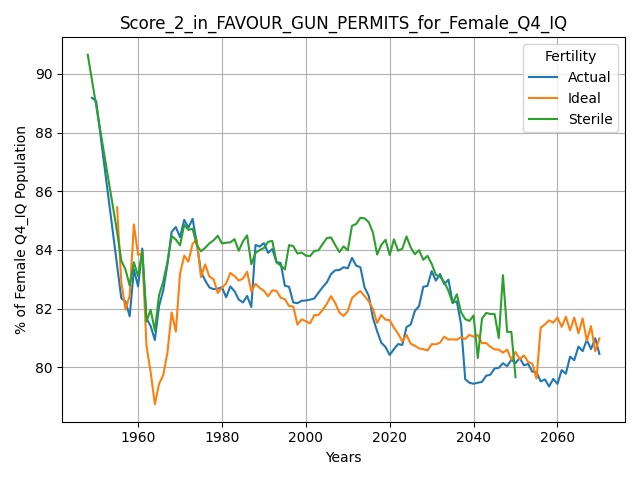 Score_2_in_FAVOUR_GUN_PERMITS_for_Female_Q4_IQ
Fertility
Actual
Ideal
Sterile
% of Female Q4_IQ Population
90
88
86
84
82
80
1960 1980 2000 2020 2040 2060
Years